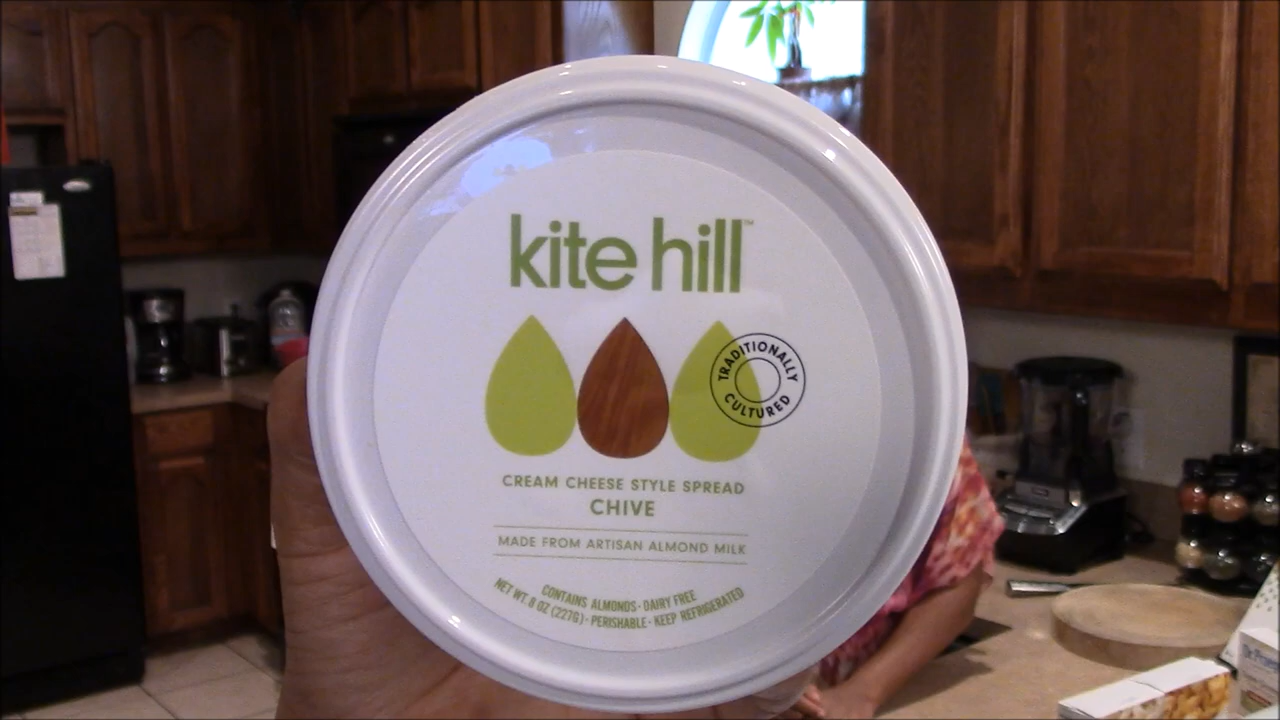 kite hill™
TRADITIONALLY
CULTURED
CREAM CHEESE STYLE SPREAD
CHIVE
MADE FROM ARTISAN ALMOND MILK
CONTAINS ALMONDS · DAIRY FREE
NET WT. 8 OZ (227G) · PERISHABLE · KEEP REFRIGERATED